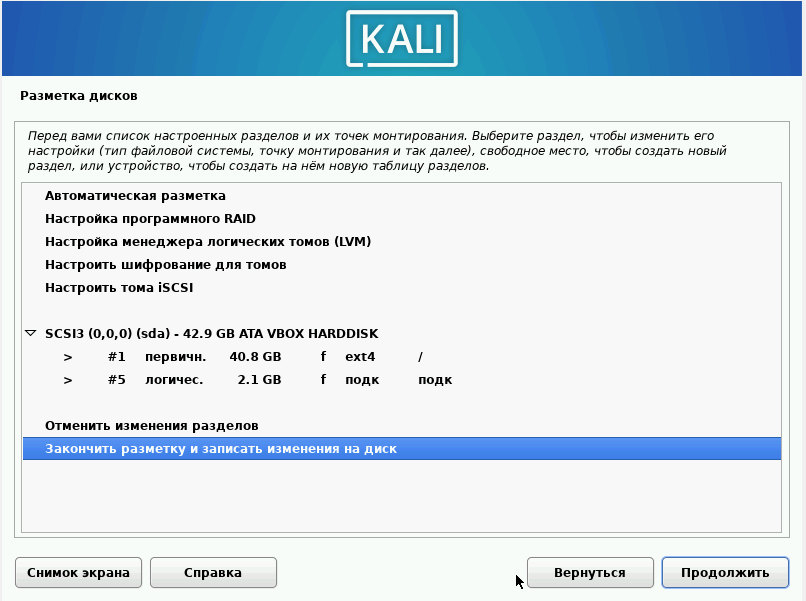 KALI
Разметка дисков
Перед вами список настроенных разделов и их точек монтирования. Выберите раздел, чтобы изменить его
настройки (тип файловой системы, точку монтирования и так далее), свободное место, чтобы создать новый
раздел, или устройство, чтобы создать на нём новую таблицу разделов.
Автоматическая разметка
Настройка программного RAID
Настройка менеджера логических томов (LVM)
Настроить шифрование для томов
Настроить тома iSCSI
SCSI3 (0,0,0) (sda) - 42.9 GB ATA VBOX HARDDISK
> #1 первичн. 40.8 GB f ext4 /
> #5 логичес. 2.1 GB f подк подк
Отменить изменения разделов
Закончить разметку и записать изменения на диск
Снимок экрана Справка Вернуться Продолжить